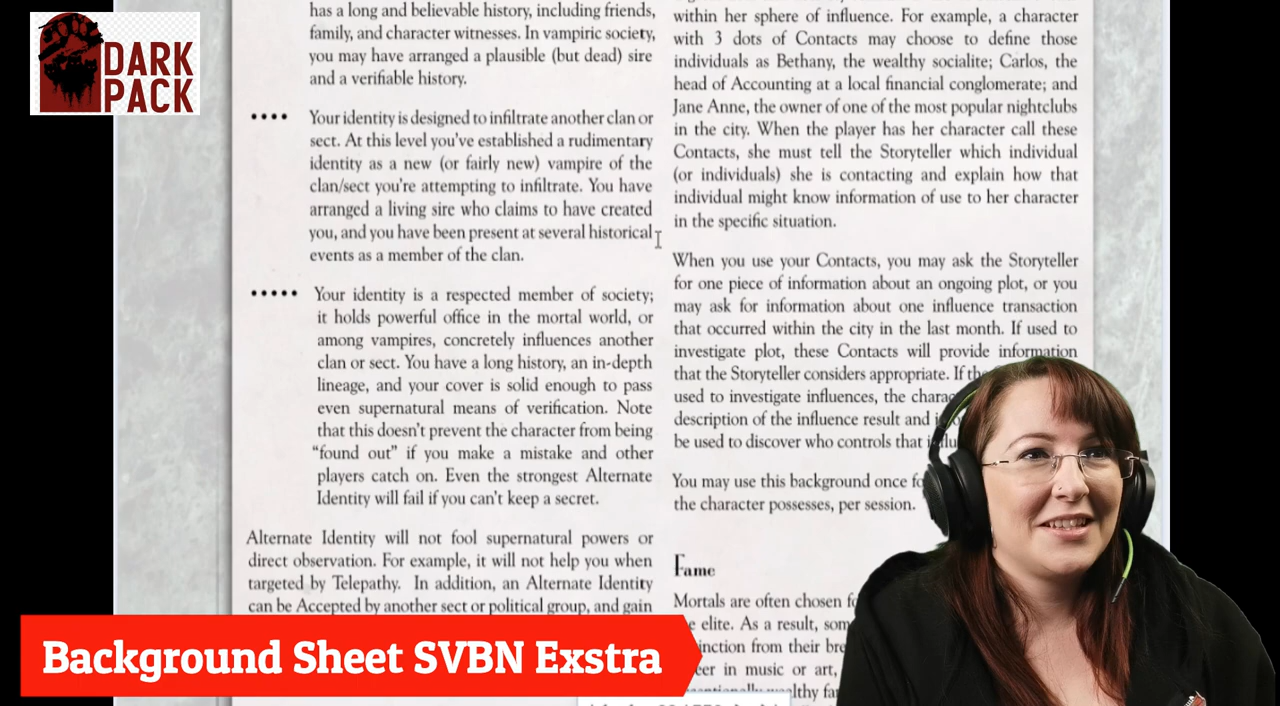 DARK
PACK
has a long and believable history, including friends,
family, and character witnesses. In vampiric society,
you may have arranged a plausible (but dead) sire
and a verifiable history.
•••• Your identity is designed to infiltrate another clan or
sect. At this level you've established a rudimentary
identity as a new (or fairly new) vampire of the
clan/sect you're attempting to infiltrate. You have
arranged a living sire who claims to have created
you, and you have been present at several historical
events as a member of the clan.
••••• Your identity is a respected member of society;
it holds powerful office in the mortal world, or
among vampires, concretely influences another
clan or sect. You have a long history, an in-depth
lineage, and your cover is solid enough to pass
even supernatural means of verification. Note
that this doesn't prevent the character from being
“found out” if you make a mistake and other
players catch on. Even the strongest Alternate
Identity will fail if you can't keep a secret.
Alternate Identity will not fool supernatural powers or
direct observation. For example, it will not help you when
targeted by Telepathy. In addition, an Alternate Identity
can be Accepted by another sect or political group, and gain
within her sphere of influence. For example, a character
with 3 dots of Contacts may choose to define those
individuals as Bethany, the wealthy socialite; Carlos, the
head of Accounting at a local financial conglomerate; and
Jane Anne, the owner of one of the most popular nightclubs
in the city. When the player has her character call these
Contacts, she must tell the Storyteller which individual
(or individuals) she is contacting and explain how that
individual might know information of use to her character
in the specific situation.
When you use your Contacts, you may ask the Storyteller
for one piece of information about an ongoing plot, or you
may ask for information about one influence transaction
that occurred within the city in the last month. If used to
investigate plot, these Contacts will provide information
that the Storyteller considers appropriate. If
used to investigate influences, the
description of the influence result and
be used to discover who controls that
You may use this background once
the character possesses, per session.
Fame
Mortals are often chosen
elite. As a result,
from their
in music or art,
Background Sheet SVBN Exstra